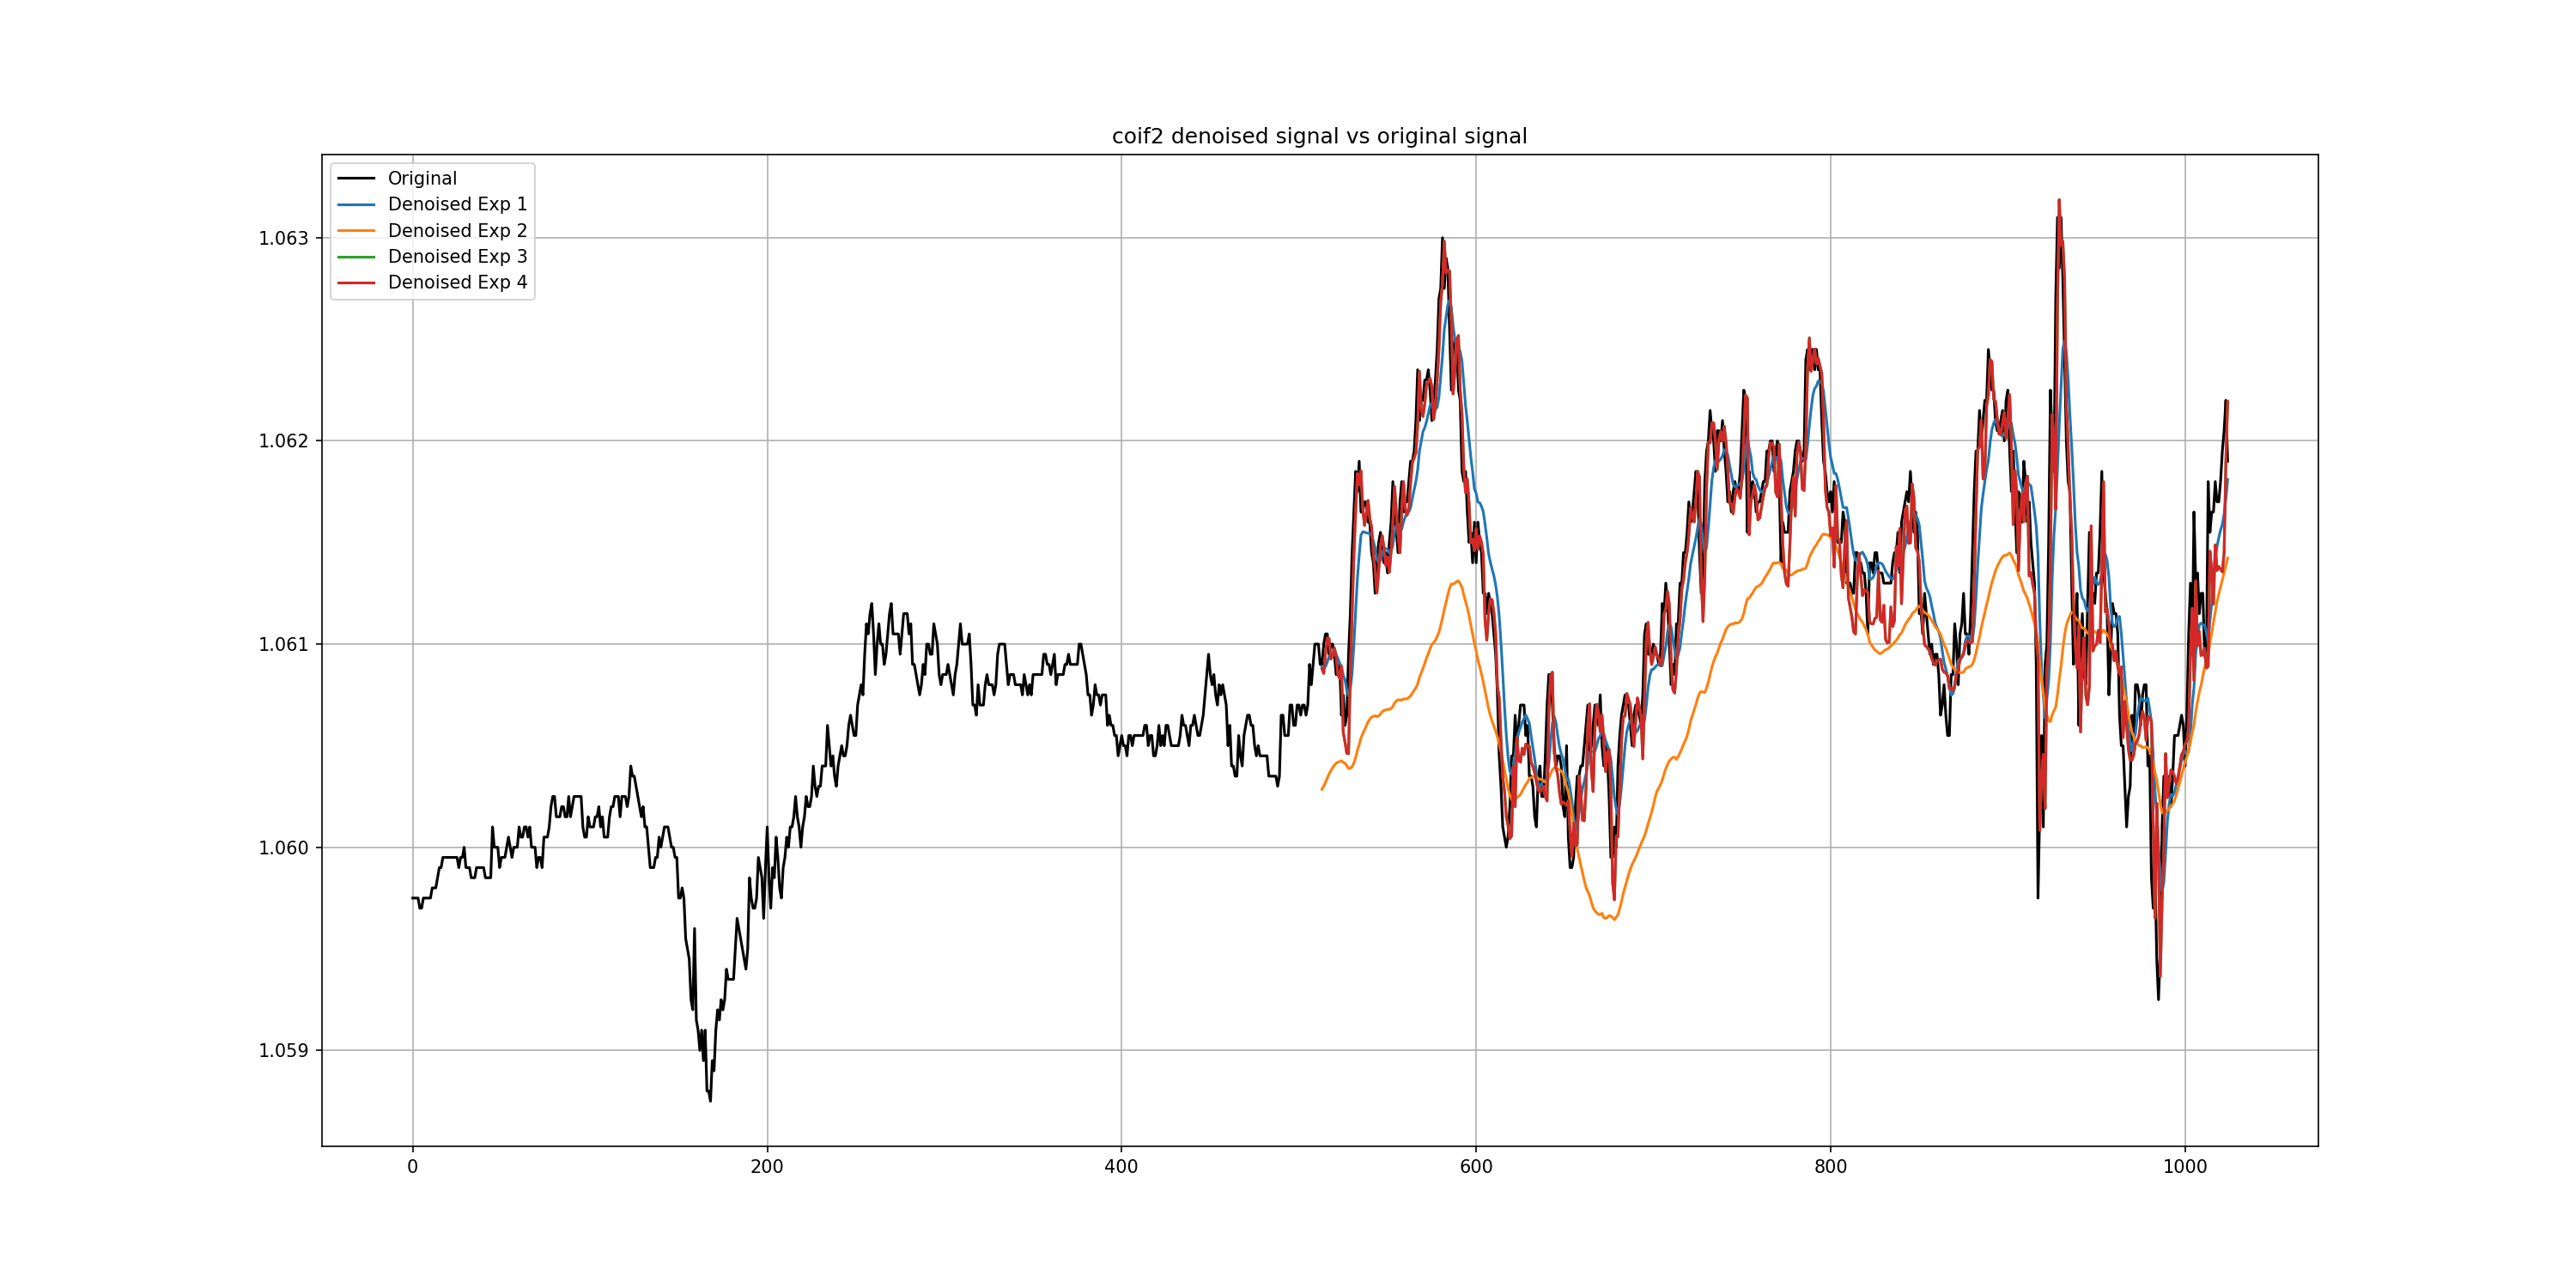 coif2 denoised signal vs original signal
Original
Denoised Exp 1
Denoised Exp 2
Denoised Exp 3
Denoised Exp 4
1.063
1.062
1.061
1.060
1.059
0 200 400 600 800 1000